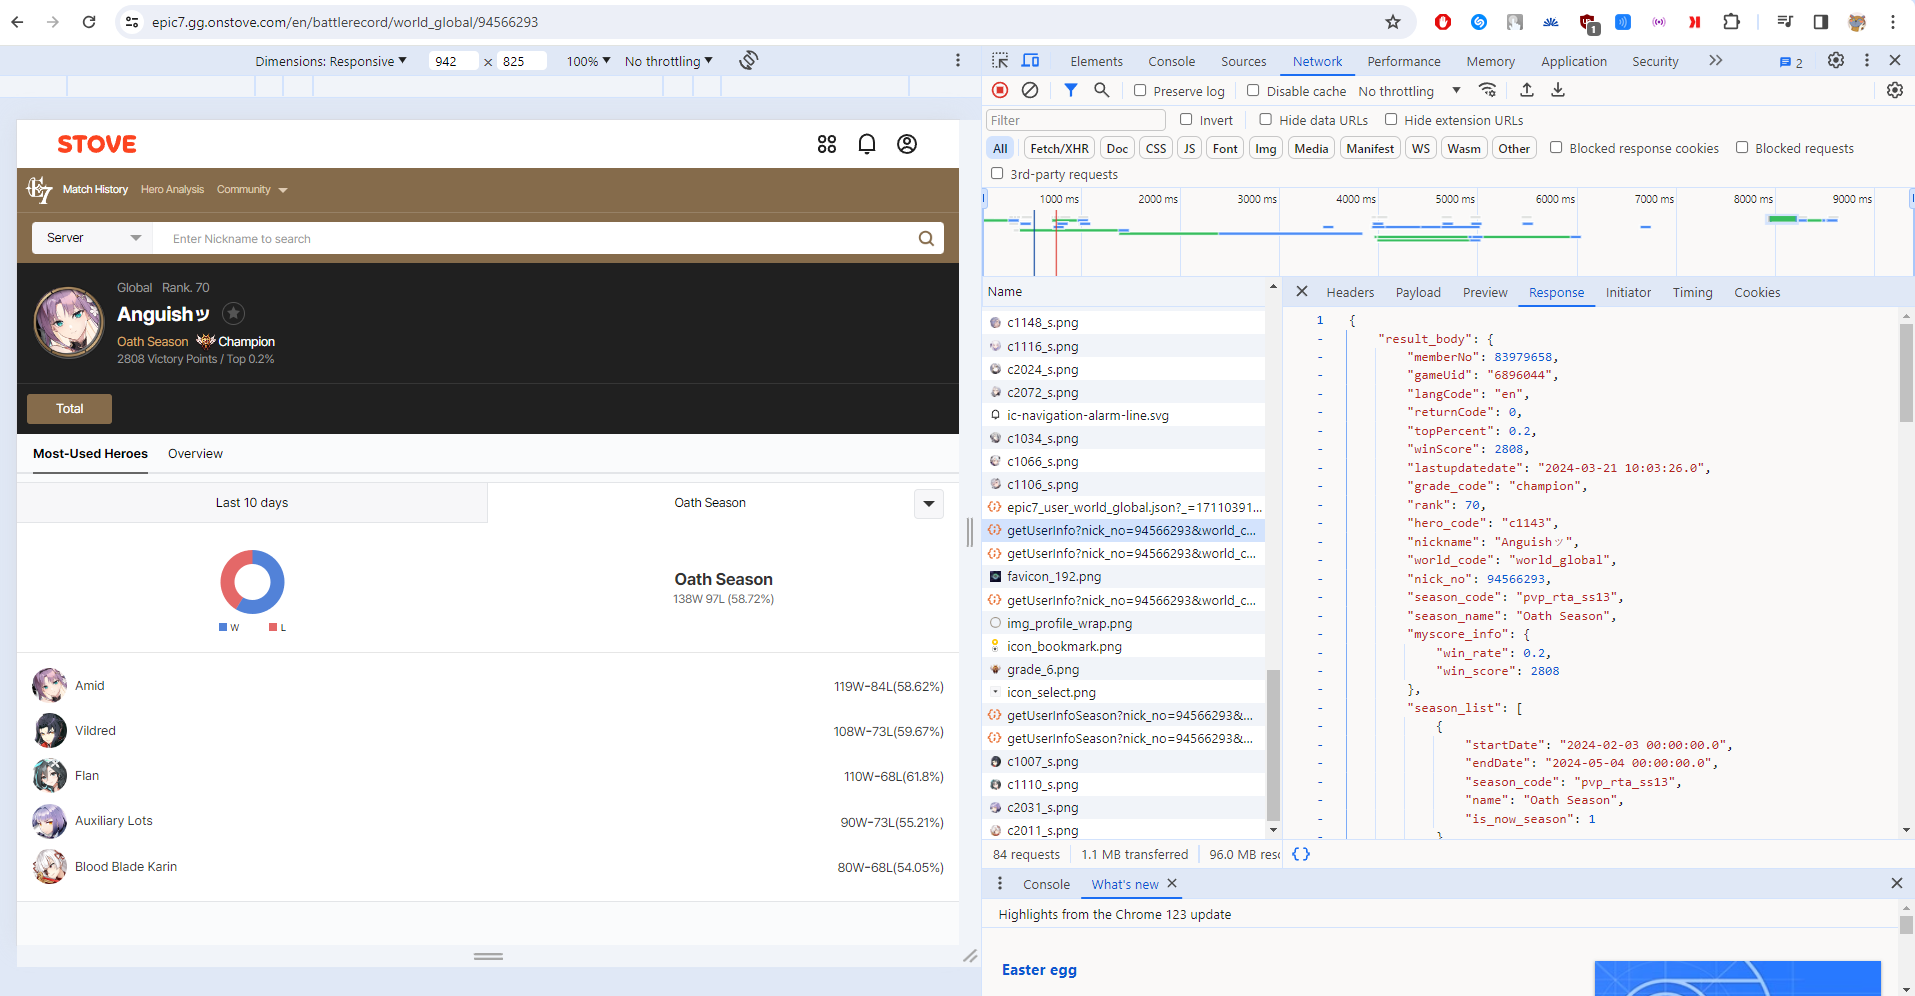 epic7.gg.onstove.com/en/battlerecord/world_global/94566293
1
Dimensions: Responsive 942 × 825 100% No throttling
Elements Console Sources Network Performance Memory Application Security 2
Preserve log Disable cache No throttling
Filter Invert Hide data URLs Hide extension URLs
All Fetch/XHR Doc CSS JS Font Img Media Manifest WS Wasm Other Blocked response cookies Blocked requests
3rd-party requests
1000 ms 2000 ms 3000 ms 4000 ms 5000 ms 6000 ms 7000 ms 8000 ms 9000 ms
STOVE
E7 Match History Hero Analysis Community
Server Enter Nickname to search
Global Rank. 70
Anguishッ
Oath Season Champion
2808 Victory Points / Top 0.2%
Total
Most-Used Heroes Overview
Last 10 days Oath Season
Oath Season
138W 97L (58.72%)
W L
Amid 119W-84L(58.62%)
Vildred 108W-73L(59.67%)
Flan 110W-68L(61.8%)
Auxiliary Lots 90W-73L(55.21%)
Blood Blade Karin 80W-68L(54.05%)
Name
c1148_s.png
c1116_s.png
c2024_s.png
c2072_s.png
ic-navigation-alarm-line.svg
c1034_s.png
c1066_s.png
c1106_s.png
epic7_user_world_global.json?_=17110391...
getUserInfo?nick_no=94566293&world_c...
getUserInfo?nick_no=94566293&world_c...
favicon_192.png
getUserInfo?nick_no=94566293&world_c...
img_profile_wrap.png
icon_bookmark.png
grade_6.png
icon_select.png
getUserInfoSeason?nick_no=94566293&...
getUserInfoSeason?nick_no=94566293&...
c1007_s.png
c1110_s.png
c2031_s.png
c2011_s.png
84 requests 1.1 MB transferred 96.0 MB resc
Headers Payload Preview Response Initiator Timing Cookies
1 {
- "result_body": {
- "memberNo": 83979658,
- "gameUid": "6896044",
- "langCode": "en",
- "returnCode": 0,
- "topPercent": 0.2,
- "winScore": 2808,
- "lastupdatedate": "2024-03-21 10:03:26.0",
- "grade_code": "champion",
- "rank": 70,
- "hero_code": "c1143",
- "nickname": "Anguishッ",
- "world_code": "world_global",
- "nick_no": 94566293,
- "season_code": "pvp_rta_ss13",
- "season_name": "Oath Season",
- "myscore_info": {
- "win_rate": 0.2,
- "win_score": 2808
- },
- "season_list": [
- {
- "startDate": "2024-02-03 00:00:00.0",
- "endDate": "2024-05-04 00:00:00.0",
- "season_code": "pvp_rta_ss13",
- "name": "Oath Season",
- "is_now_season": 1
- }
{}
Console What's new
Highlights from the Chrome 123 update
Easter egg